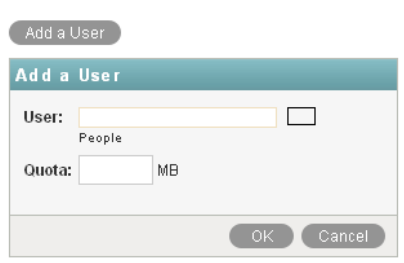 Add a User
Add a User
User:
People
Quota: MB
OK Cancel